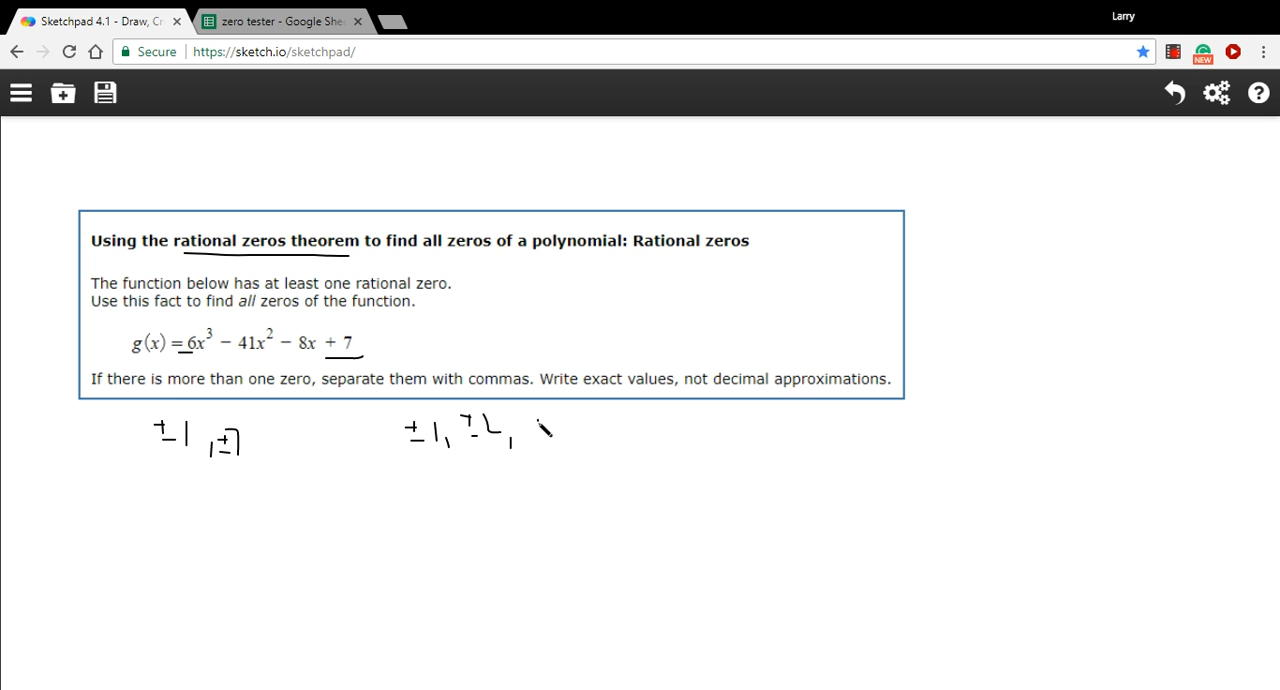 Larry
Sketchpad 4.1 - Draw, Cr
zero tester - Google She
Secure
https://sketch.io/sketchpad/
NEW
Using the rational zeros theorem to find all zeros of a polynomial: Rational zeros
The function below has at least one rational zero.
Use this fact to find all zeros of the function.
g(x) = 6x³ − 41x² − 8x + 7
If there is more than one zero, separate them with commas. Write exact values, not decimal approximations.
±1, ±7 ±1, ±2,